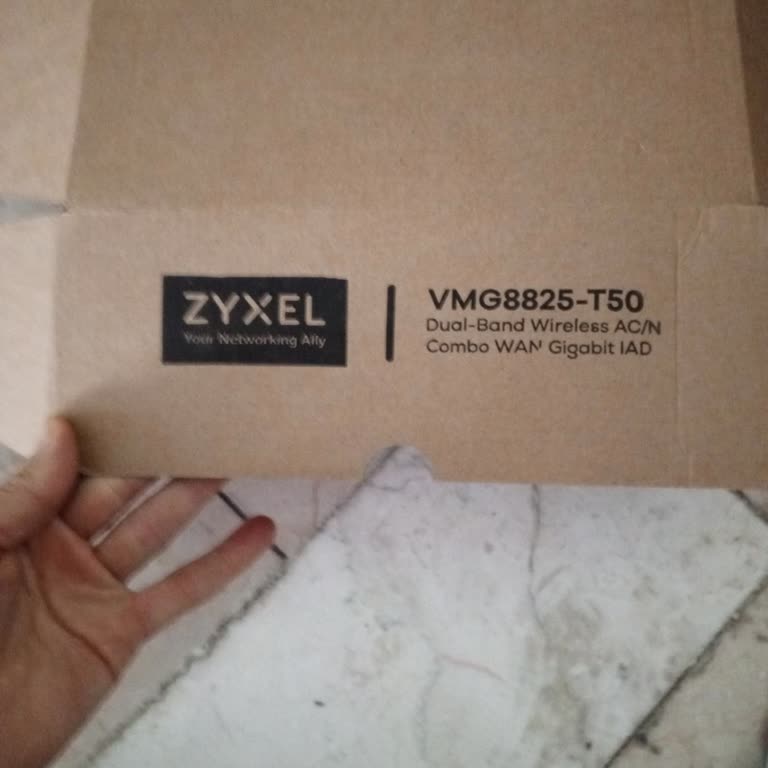 ZYXEL
Your Networking Ally
VMG8825-T50
Dual-Band Wireless AC/N
Combo WAN Gigabit IAD